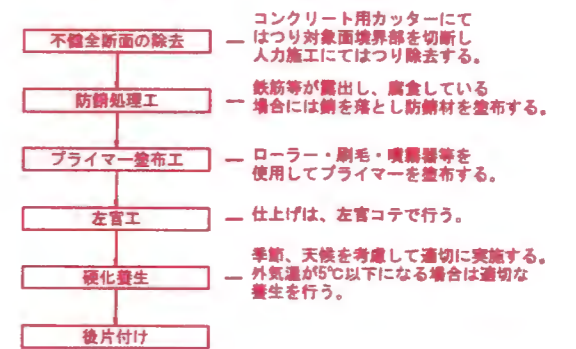 不健全断面の除去
コンクリート用カッターにて
はつり対象面境界部を切断し
人力施工にてはつり除去する。
防錆処理工
鉄筋等が露出し、腐食している
場合には錆を落とし防錆材を塗布する。
プライマー塗布工
ローラー・刷毛・噴霧器等を
使用してプライマーを塗布する。
左官工
仕上げは、左官コテで行う。
硬化養生
季節、天候を考慮して適切に実施する。
外気温が5℃以下になる場合は適切な
養生を行う。
後片付け